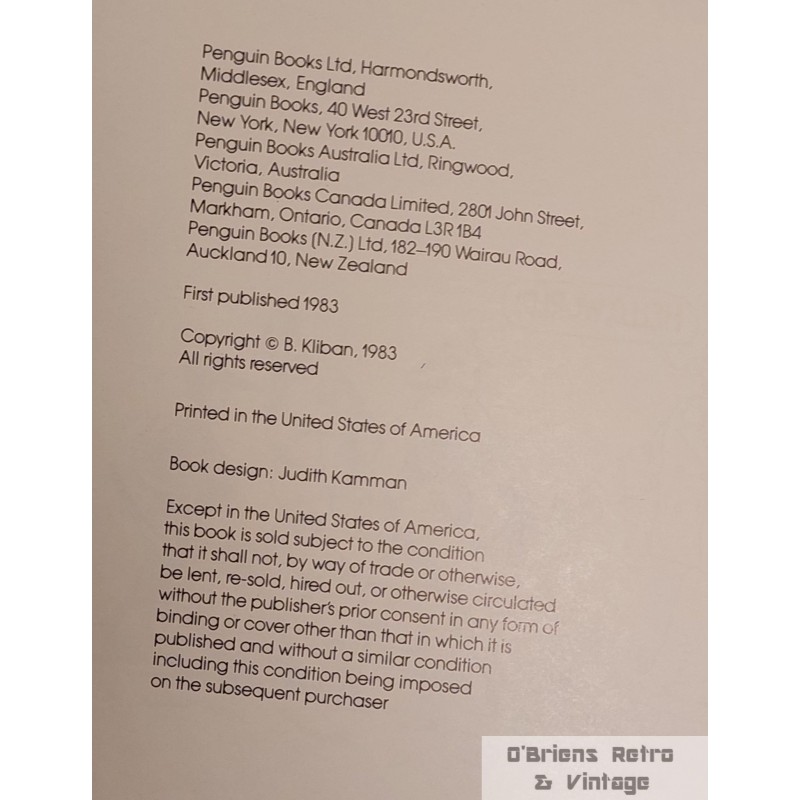 Penguin Books Ltd, Harmondsworth,
Middlesex, England
Penguin Books, 40 West 23rd Street,
New York, New York 10010, U.S.A.
Penguin Books Australia Ltd, Ringwood,
Victoria, Australia
Penguin Books Canada Limited, 2801 John Street,
Markham, Ontario, Canada L3R 1B4
Penguin Books (N.Z.) Ltd, 182–190 Wairau Road,
Auckland 10, New Zealand
First published 1983
Copyright © B. Kliban, 1983
All rights reserved
Printed in the United States of America
Book design: Judith Kamman
Except in the United States of America,
this book is sold subject to the condition
that it shall not, by way of trade or otherwise,
be lent, re-sold, hired out, or otherwise circulated
without the publisher's prior consent in any form of
binding or cover other than that in which it is
published and without a similar condition
including this condition being imposed
on the subsequent purchaser
O'Briens Retro
& Vintage